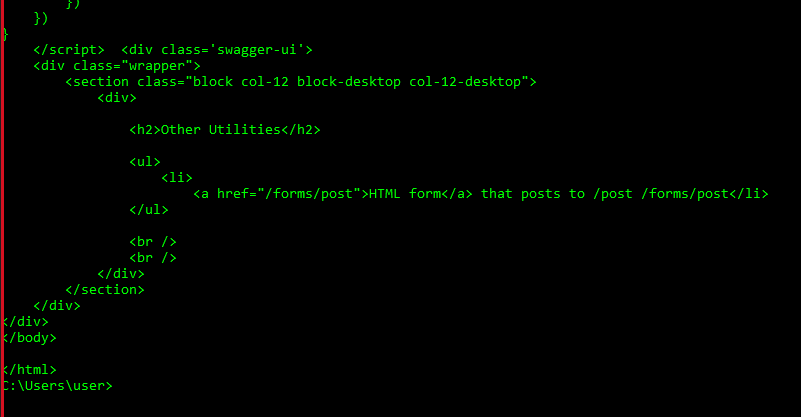 })
})
}
</script>  <div class='swagger-ui'>
<div class="wrapper">
<section class="block col-12 block-desktop col-12-desktop">
<div>
<h2>Other Utilities</h2>
<ul>
<li>
<a href="/forms/post">HTML form</a> that posts to /post /forms/post</li>
</ul>
<br />
<br />
</div>
</section>
</div>
</div>
</body>
</html>
C:\Users\user>